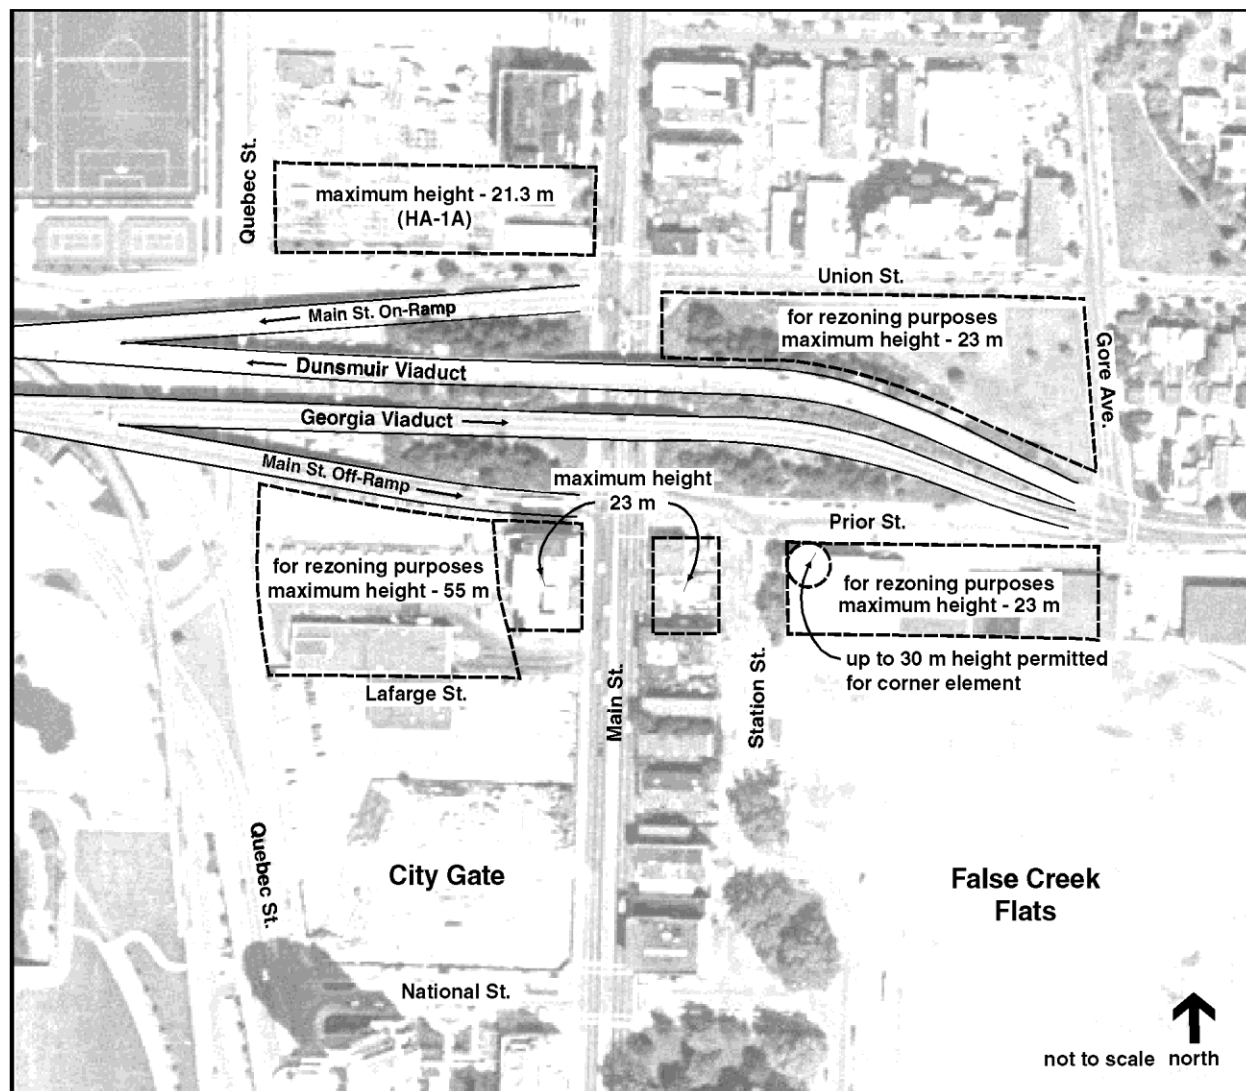 Quebec St.
maximum height - 21.3 m
(HA-1A)
Union St.
Main St. On-Ramp
for rezoning purposes
maximum height - 23 m
Gore Ave.
Dunsmuir Viaduct
Georgia Viaduct
Main St. Off-Ramp
maximum height
23 m
Prior St.
for rezoning purposes
maximum height - 55 m
for rezoning purposes
maximum height - 23 m
up to 30 m height permitted
for corner element
Lafarge St.
Main St.
Station St.
Quebec St.
City Gate
False Creek
Flats
National St.
not to scale north